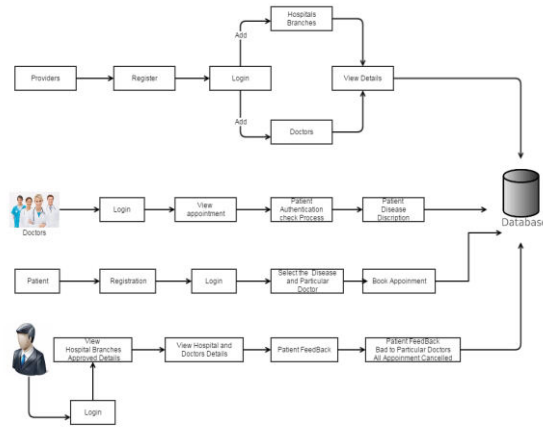 Hospitals
Branches
Add
Providers
Register
Login
View Details
Add
Doctors
Doctors
Login
View
appointment
Patient
Authentication
check Process
Patient
Disease
Discription
Database
Patient
Registration
Login
Select the Disease
and Particular
Doctor
Book Appoinment
View
Hospital Branches
Approved Details
View Hospital and
Doctors Details
Patient FeedBack
Patient FeedBack
Bad to Particular Doctors
All Appoinment Cancelled
Login